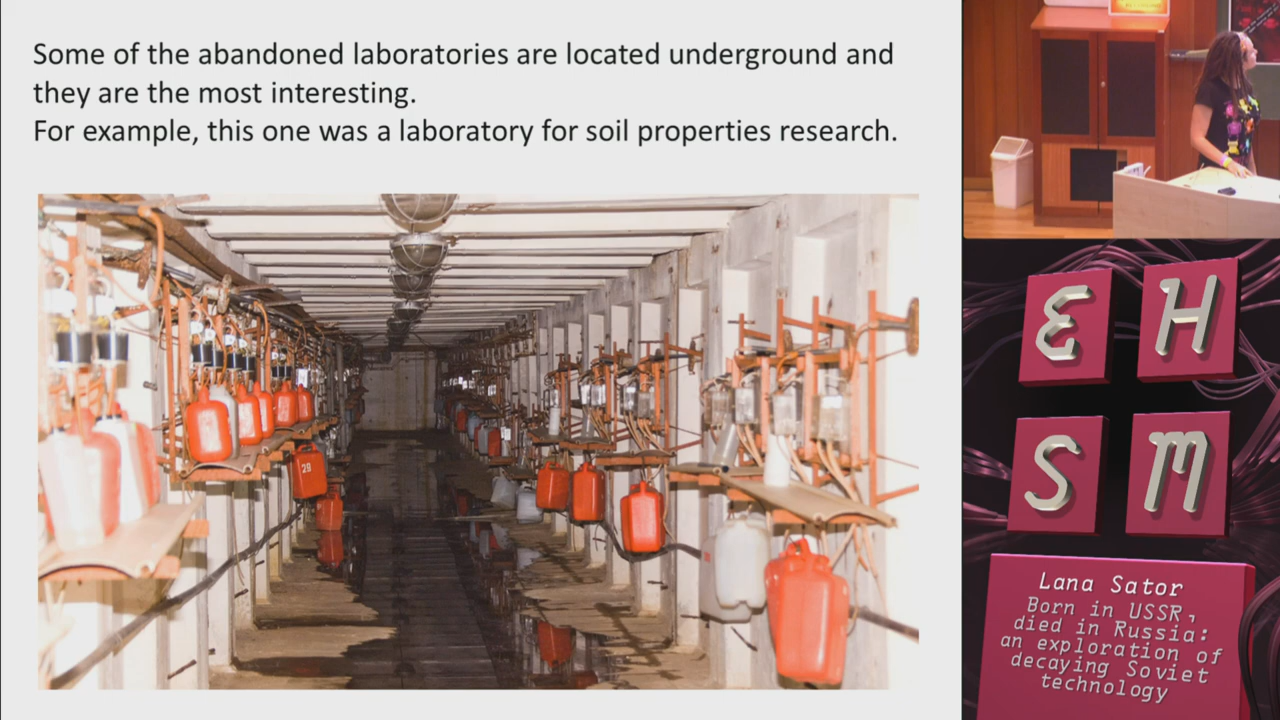 Some of the abandoned laboratories are located underground and
they are the most interesting.
For example, this one was a laboratory for soil properties research.
29
E H
S M
Lana Sator
Born in USSR,
died in Russia:
an exploration of
decaying Soviet
technology